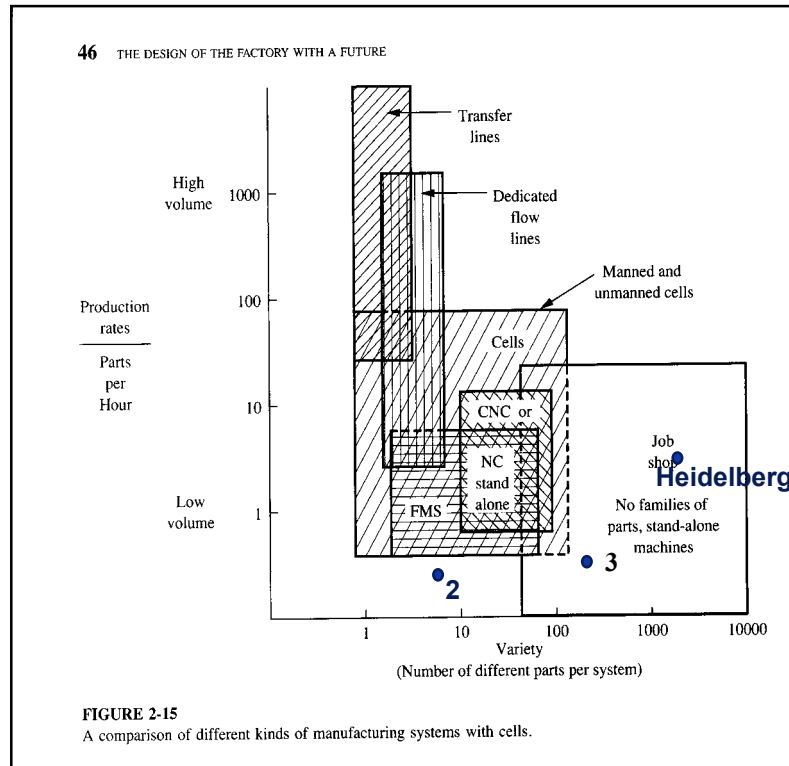 46 THE DESIGN OF THE FACTORY WITH A FUTURE
Transfer
lines
High
volume
1000
Dedicated
flow
lines
Manned and
unmanned cells
100
Production
rates
Parts
per
Hour
Cells
10
CNC or
NC
stand
alone
Job
shop
Heidelberg
Low
volume
1
FMS
No families of
parts, stand-alone
machines
2
3
1
10
100
1000
10000
Variety
(Number of different parts per system)
FIGURE 2-15
A comparison of different kinds of manufacturing systems with cells.